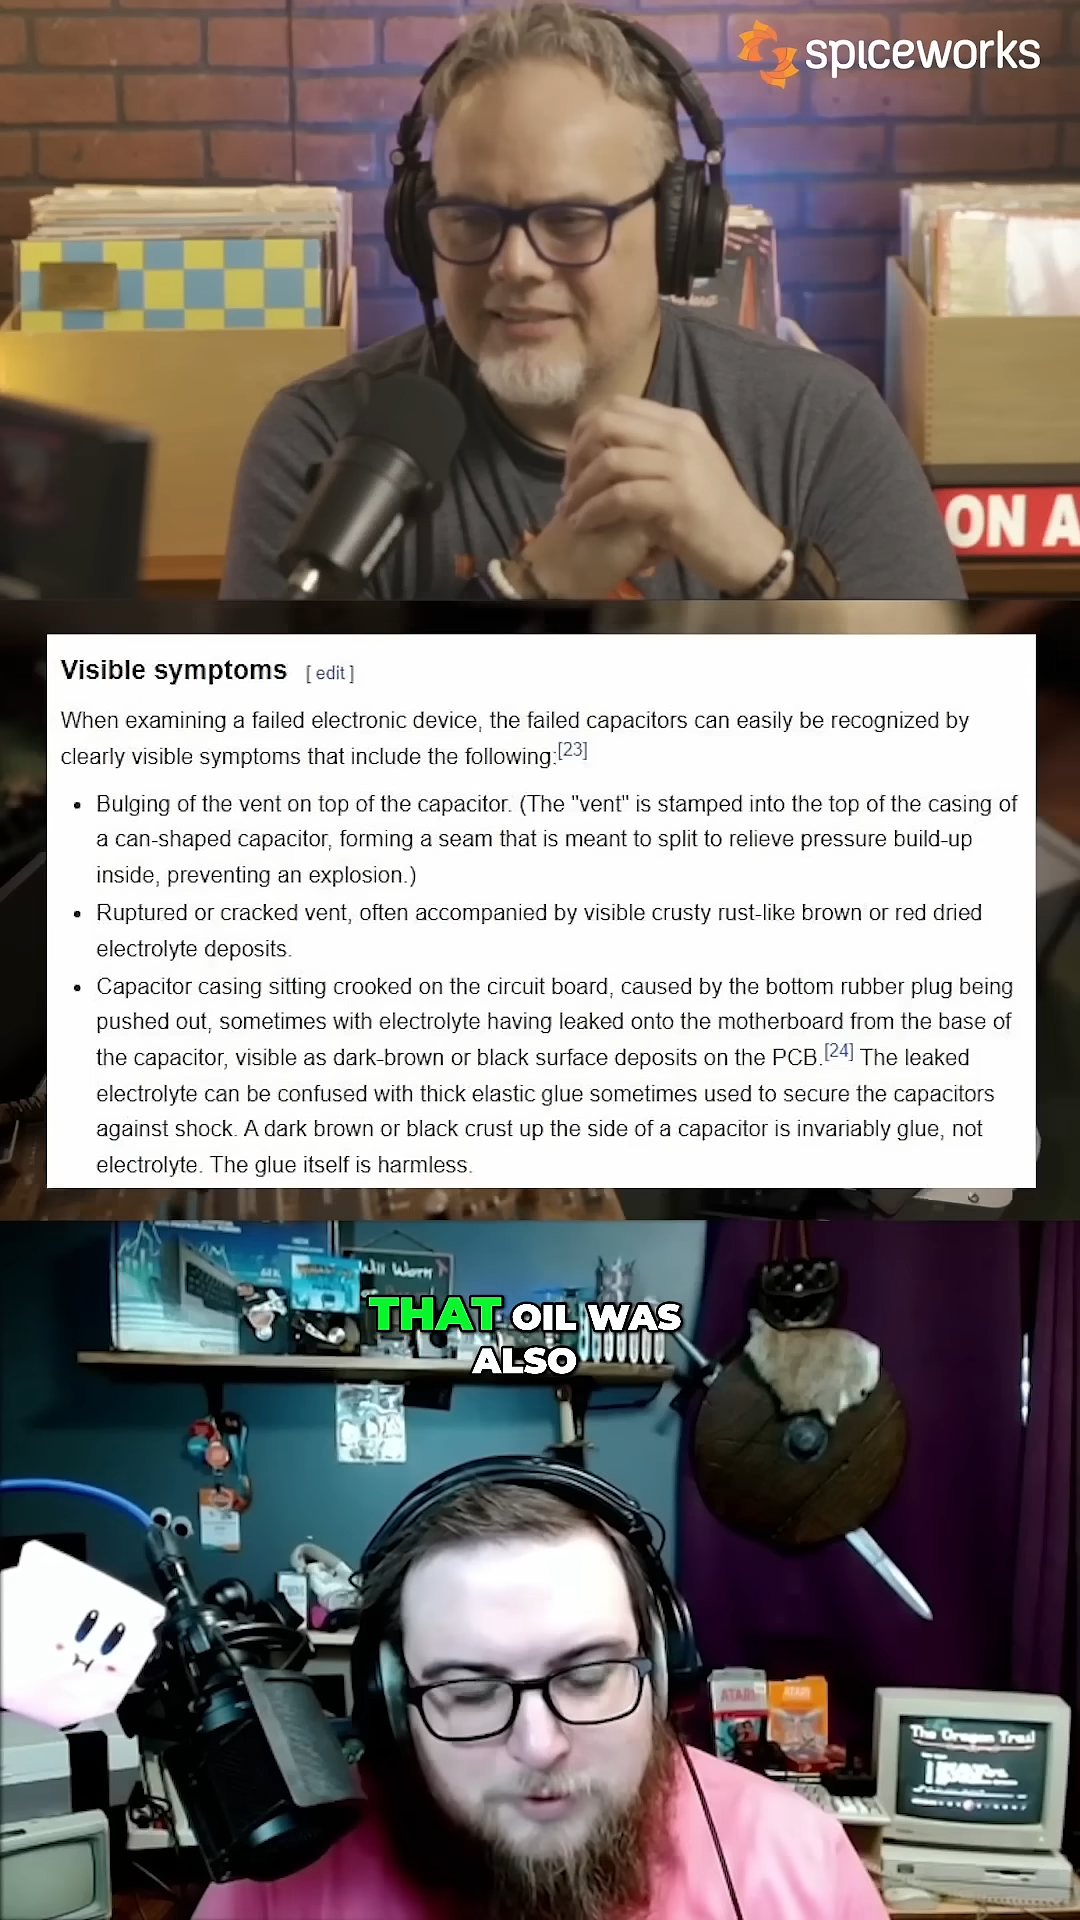 spiceworks
ON A
Visible symptoms [ edit ]
When examining a failed electronic device, the failed capacitors can easily be recognized by
clearly visible symptoms that include the following:[23]
• Bulging of the vent on top of the capacitor. (The "vent" is stamped into the top of the casing of
a can-shaped capacitor, forming a seam that is meant to split to relieve pressure build-up
inside, preventing an explosion.)
• Ruptured or cracked vent, often accompanied by visible crusty rust-like brown or red dried
electrolyte deposits.
• Capacitor casing sitting crooked on the circuit board, caused by the bottom rubber plug being
pushed out, sometimes with electrolyte having leaked onto the motherboard from the base of
the capacitor, visible as dark-brown or black surface deposits on the PCB.[24] The leaked
electrolyte can be confused with thick elastic glue sometimes used to secure the capacitors
against shock. A dark brown or black crust up the side of a capacitor is invariably glue, not
electrolyte. The glue itself is harmless.
Will Work
THAT OIL WAS
ALSO
ATARI
ATARI
The Oregon Trail